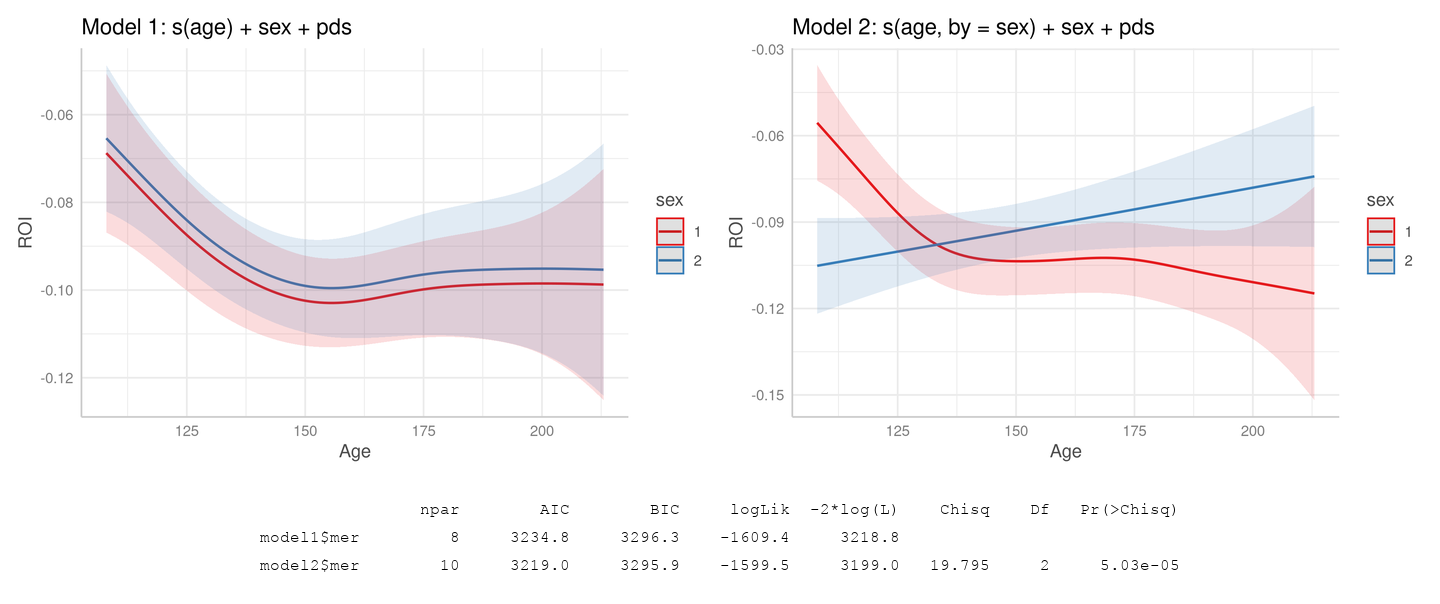 Model 1: s(age) + sex + pds
-0.06
-0.08
-0.10
-0.12
ROI
125 150 175 200
Age
sex
1
2
Model 2: s(age, by = sex) + sex + pds
-0.03
-0.06
-0.09
-0.12
-0.15
ROI
125 150 175 200
Age
sex
1
2
npar AIC BIC logLik -2*log(L) Chisq Df Pr(>Chisq)
model1$mer 8 3234.8 3296.3 -1609.4 3218.8
model2$mer 10 3219.0 3295.9 -1599.5 3199.0 19.795 2 5.03e-05